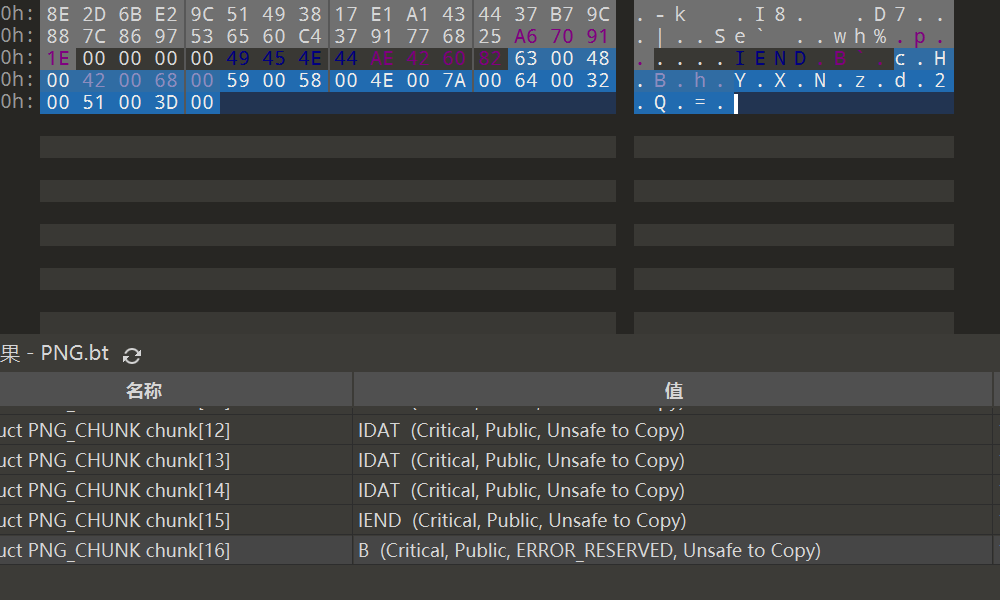 0h: 8E 2D 6B E2 9C 51 49 38 17 E1 A1 43 44 37 B7 9C . - k . I 8 . . D 7 . .
0h: 88 7C 86 97 53 65 60 C4 37 91 77 68 25 A6 70 91 . | . . S e ` . . w h % . p .
0h: 1E 00 00 00 00 49 45 4E 44 AE 42 60 82 63 00 48 . . . . . I E N D . B ` . c . H
0h: 00 42 00 68 00 59 00 58 00 4E 00 7A 00 64 00 32 . B . h . Y . X . N . z . d . 2
0h: 00 51 00 3D 00 . Q . = .
果 - PNG.bt
名称 值
uct PNG_CHUNK chunk[12] IDAT (Critical, Public, Unsafe to Copy)
uct PNG_CHUNK chunk[13] IDAT (Critical, Public, Unsafe to Copy)
uct PNG_CHUNK chunk[14] IDAT (Critical, Public, Unsafe to Copy)
uct PNG_CHUNK chunk[15] IEND (Critical, Public, Unsafe to Copy)
uct PNG_CHUNK chunk[16] B (Critical, Public, ERROR_RESERVED, Unsafe to Copy)